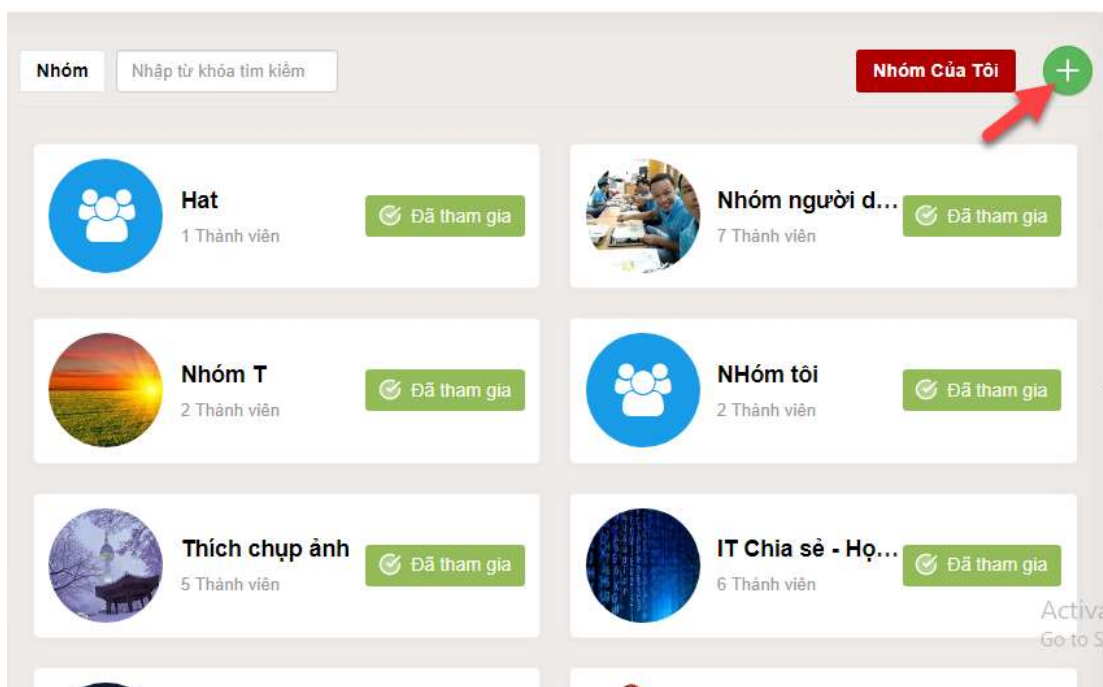 Nhóm
Nhập từ khóa tìm kiếm
Nhóm Của Tôi
Hat
1 Thành viên
Đã tham gia
Nhóm người d...
7 Thành viên
Đã tham gia
Nhóm T
2 Thành viên
Đã tham gia
NHóm tôi
2 Thành viên
Đã tham gia
Thích chụp ảnh
5 Thành viên
Đã tham gia
IT Chia sẻ - Họ...
6 Thành viên
Đã tham gia
Activa
Go to S